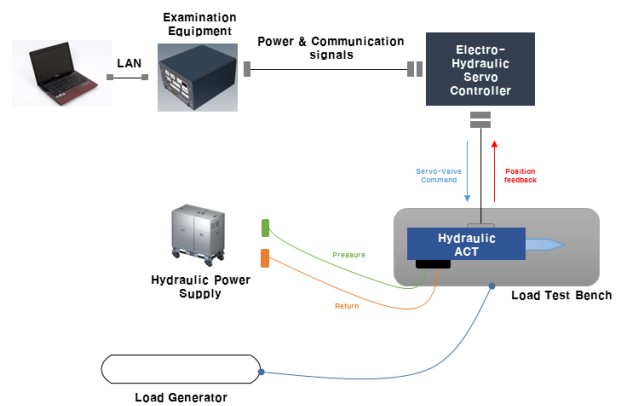 Examination
Equipment
LAN
Power & Communication
signals
Electro-
Hydraulic
Servo
Controller
Servo-Valve
Command
Position
feedback
Hydraulic
ACT
Pressure
Return
Hydraulic Power
Supply
Load Test Bench
Load Generator